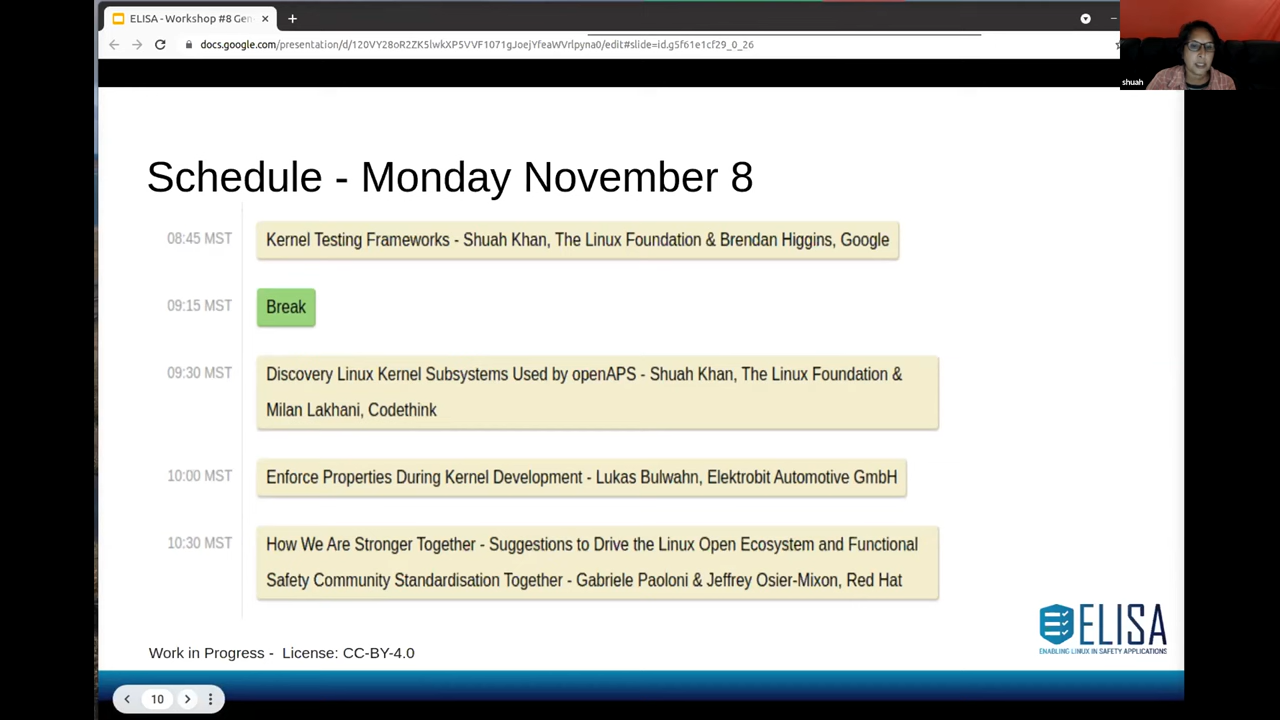 ELISA - Workshop #8 Gen
docs.google.com/presentation/d/120VY28oR2ZK5lwkXP5VVF1071gJoejYfeaWVrlpyna0/edit#slide=id.g5f61e1cf29_0_26
shuah
Schedule - Monday November 8
08:45 MST
Kernel Testing Frameworks - Shuah Khan, The Linux Foundation & Brendan Higgins, Google
09:15 MST
Break
09:30 MST
Discovery Linux Kernel Subsystems Used by openAPS - Shuah Khan, The Linux Foundation &
Milan Lakhani, Codethink
10:00 MST
Enforce Properties During Kernel Development - Lukas Bulwahn, Elektrobit Automotive GmbH
10:30 MST
How We Are Stronger Together - Suggestions to Drive the Linux Open Ecosystem and Functional
Safety Community Standardisation Together - Gabriele Paoloni & Jeffrey Osier-Mixon, Red Hat
ELISA
ENABLING LINUX IN SAFETY APPLICATIONS
Work in Progress - License: CC-BY-4.0
10